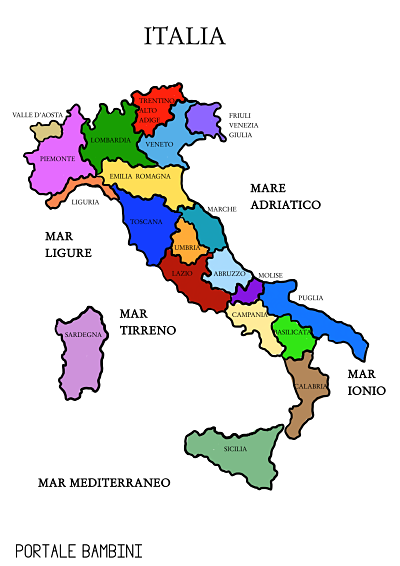 ITALIA
TRENTINO
ALTO
ADIGE
VALLE D'AOSTA
FRIULI
VENEZIA
GIULIA
LOMBARDIA
VENETO
PIEMONTE
EMILIA ROMAGNA
LIGURIA
MARE
ADRIATICO
MARCHE
TOSCANA
MAR
LIGURE
UMBRIA
LAZIO
ABRUZZO
MOLISE
PUGLIA
MAR
TIRRENO
CAMPANIA
SARDEGNA
BASILICATA
MAR
IONIO
CALABRIA
SICILIA
MAR MEDITERRANEO
PORTALE BAMBINI